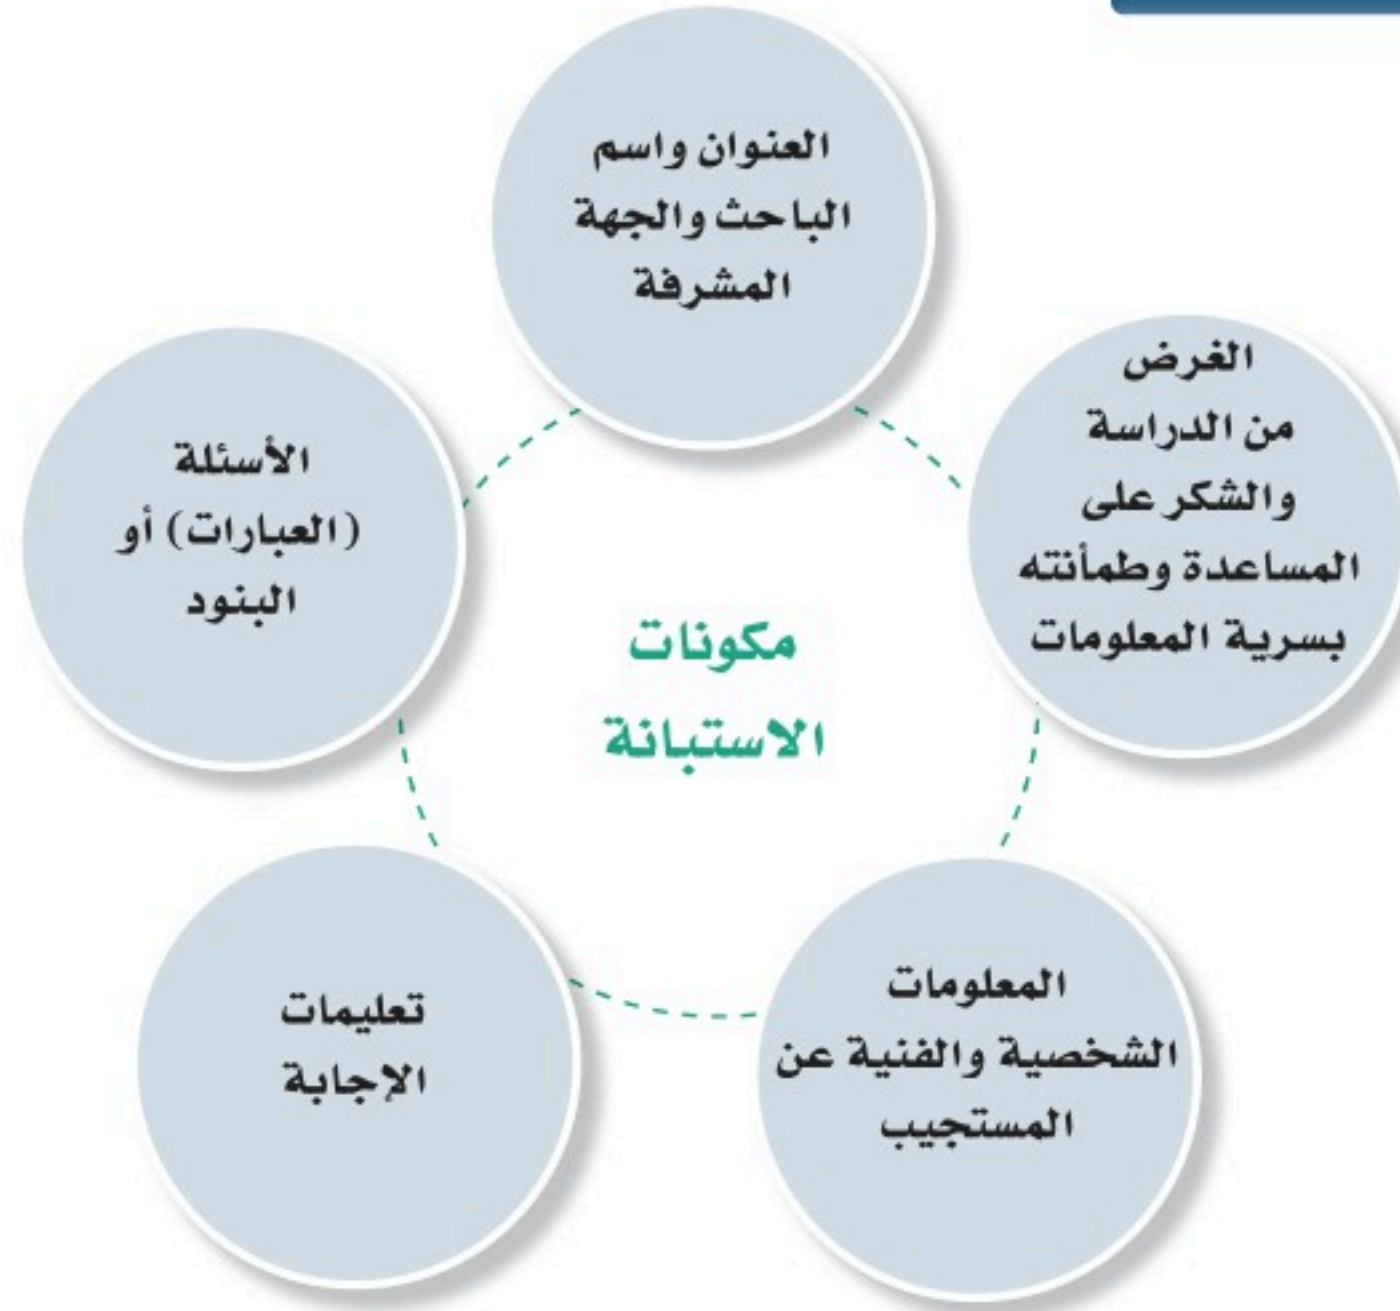 العنوان واسم
الباحث والجهة
المشرفة
الغرض
من الدراسة
والشكر على
المساعدة وطمأنته
بسرية المعلومات
المعلومات
الشخصية والفنية عن
المستجيب
تعليمات
الإجابة
الأسئلة
(العبارات) أو
البنود
مكونات
الاستبانة